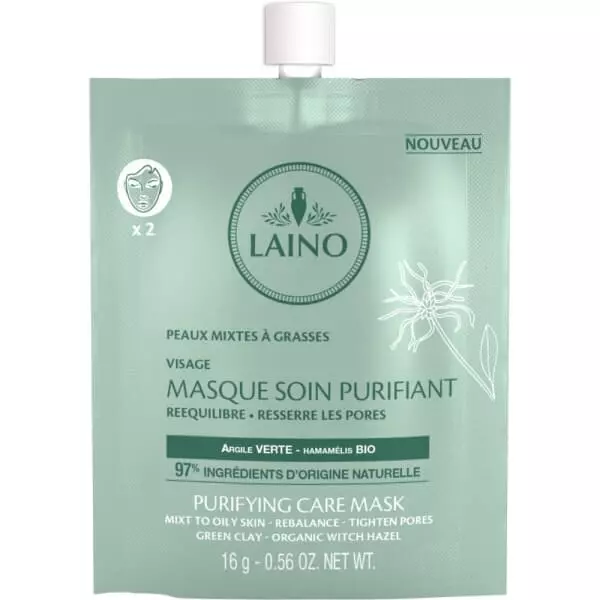 NOUVEAU
x 2
LAINO
PEAUX MIXTES À GRASSES
VISAGE
MASQUE SOIN PURIFIANT
REEQUILIBRE • RESSERRE LES PORES
ARGILE VERTE - HAMAMÉLIS BIO
97% INGRÉDIENTS D'ORIGINE NATURELLE
PURIFYING CARE MASK
MIXT TO OILY SKIN - REBALANCE - TIGHTEN PORES
GREEN CLAY - ORGANIC WITCH HAZEL
16 g - 0.56 OZ. NET WT.